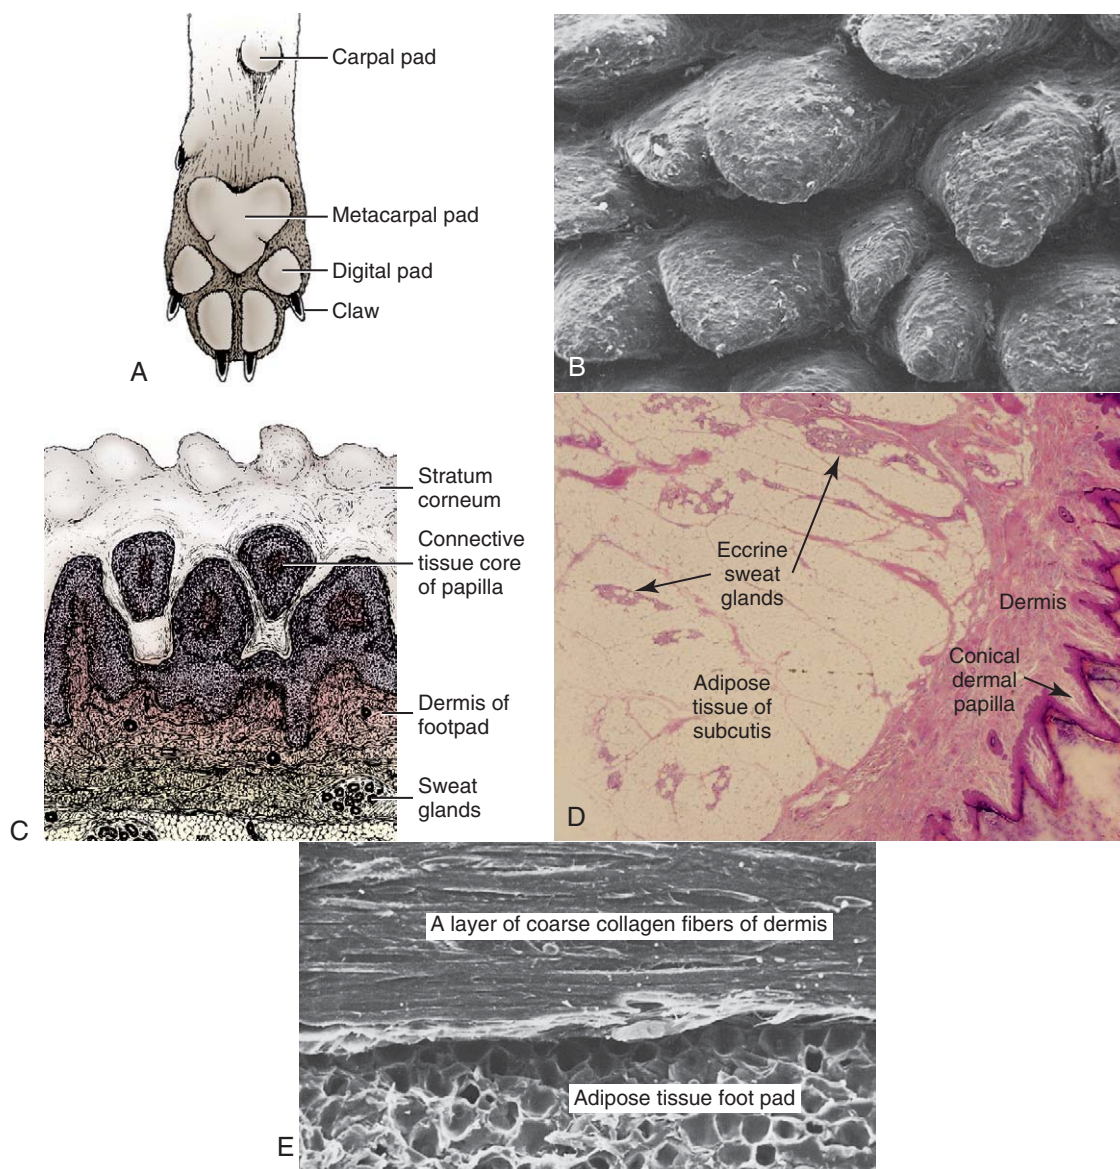 Carpal pad
Metacarpal pad
Digital pad
Claw
A
B
Stratum
corneum
Connective
tissue core
of papilla
Dermis of
footpad
Sweat
glands
C
Eccrine
sweat
glands
Dermis
Conical
dermal
papilla
Adipose
tissue of
subcutis
D
A layer of coarse collagen fibers of dermis
Adipose tissue foot pad
E